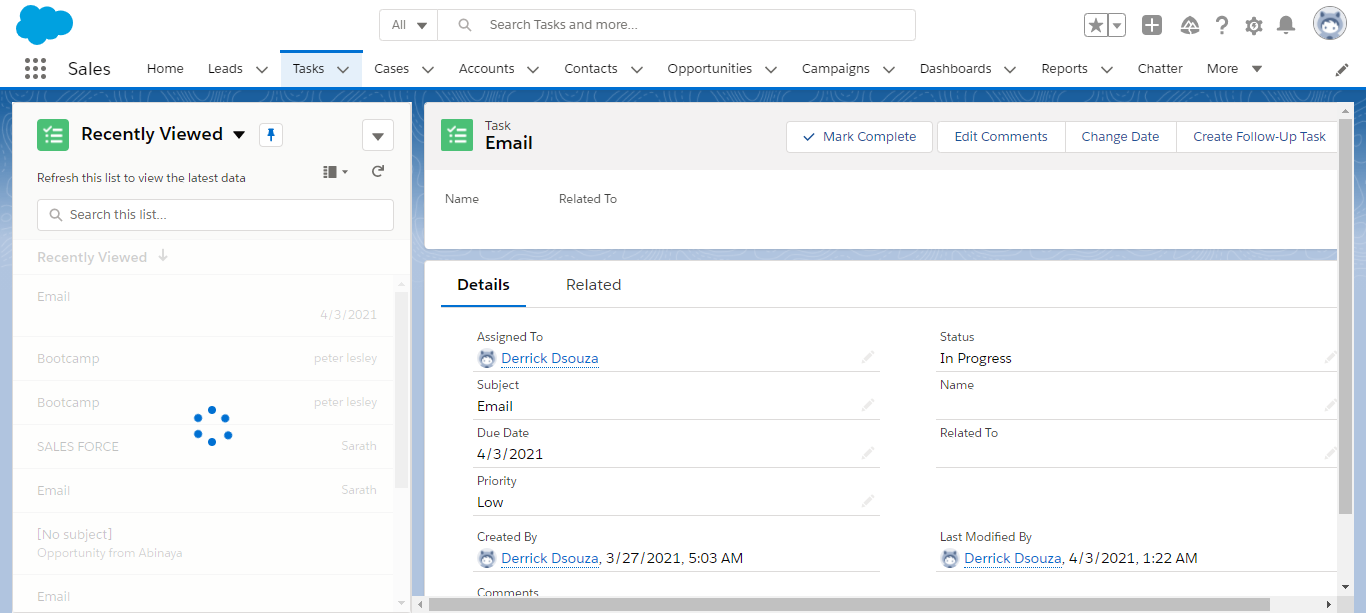 All
Search Tasks and more...
Sales
Home
Leads
Tasks
Cases
Accounts
Contacts
Opportunities
Campaigns
Dashboards
Reports
Chatter
More
Recently Viewed
Refresh this list to view the latest data
Search this list...
Recently Viewed
Email
4/3/2021
Bootcamp peter lesley
Bootcamp peter lesley
SALES FORCE Sarath
Email Sarath
[No subject]
Opportunity from Abinaya
Email
Task
Email
Mark Complete
Edit Comments
Change Date
Create Follow-Up Task
Name Related To
Details Related
Assigned To
Derrick Dsouza
Status
In Progress
Subject
Email
Name
Due Date
4/3/2021
Related To
Priority
Low
Created By
Derrick Dsouza, 3/27/2021, 5:03 AM
Last Modified By
Derrick Dsouza, 4/3/2021, 1:22 AM
Comments